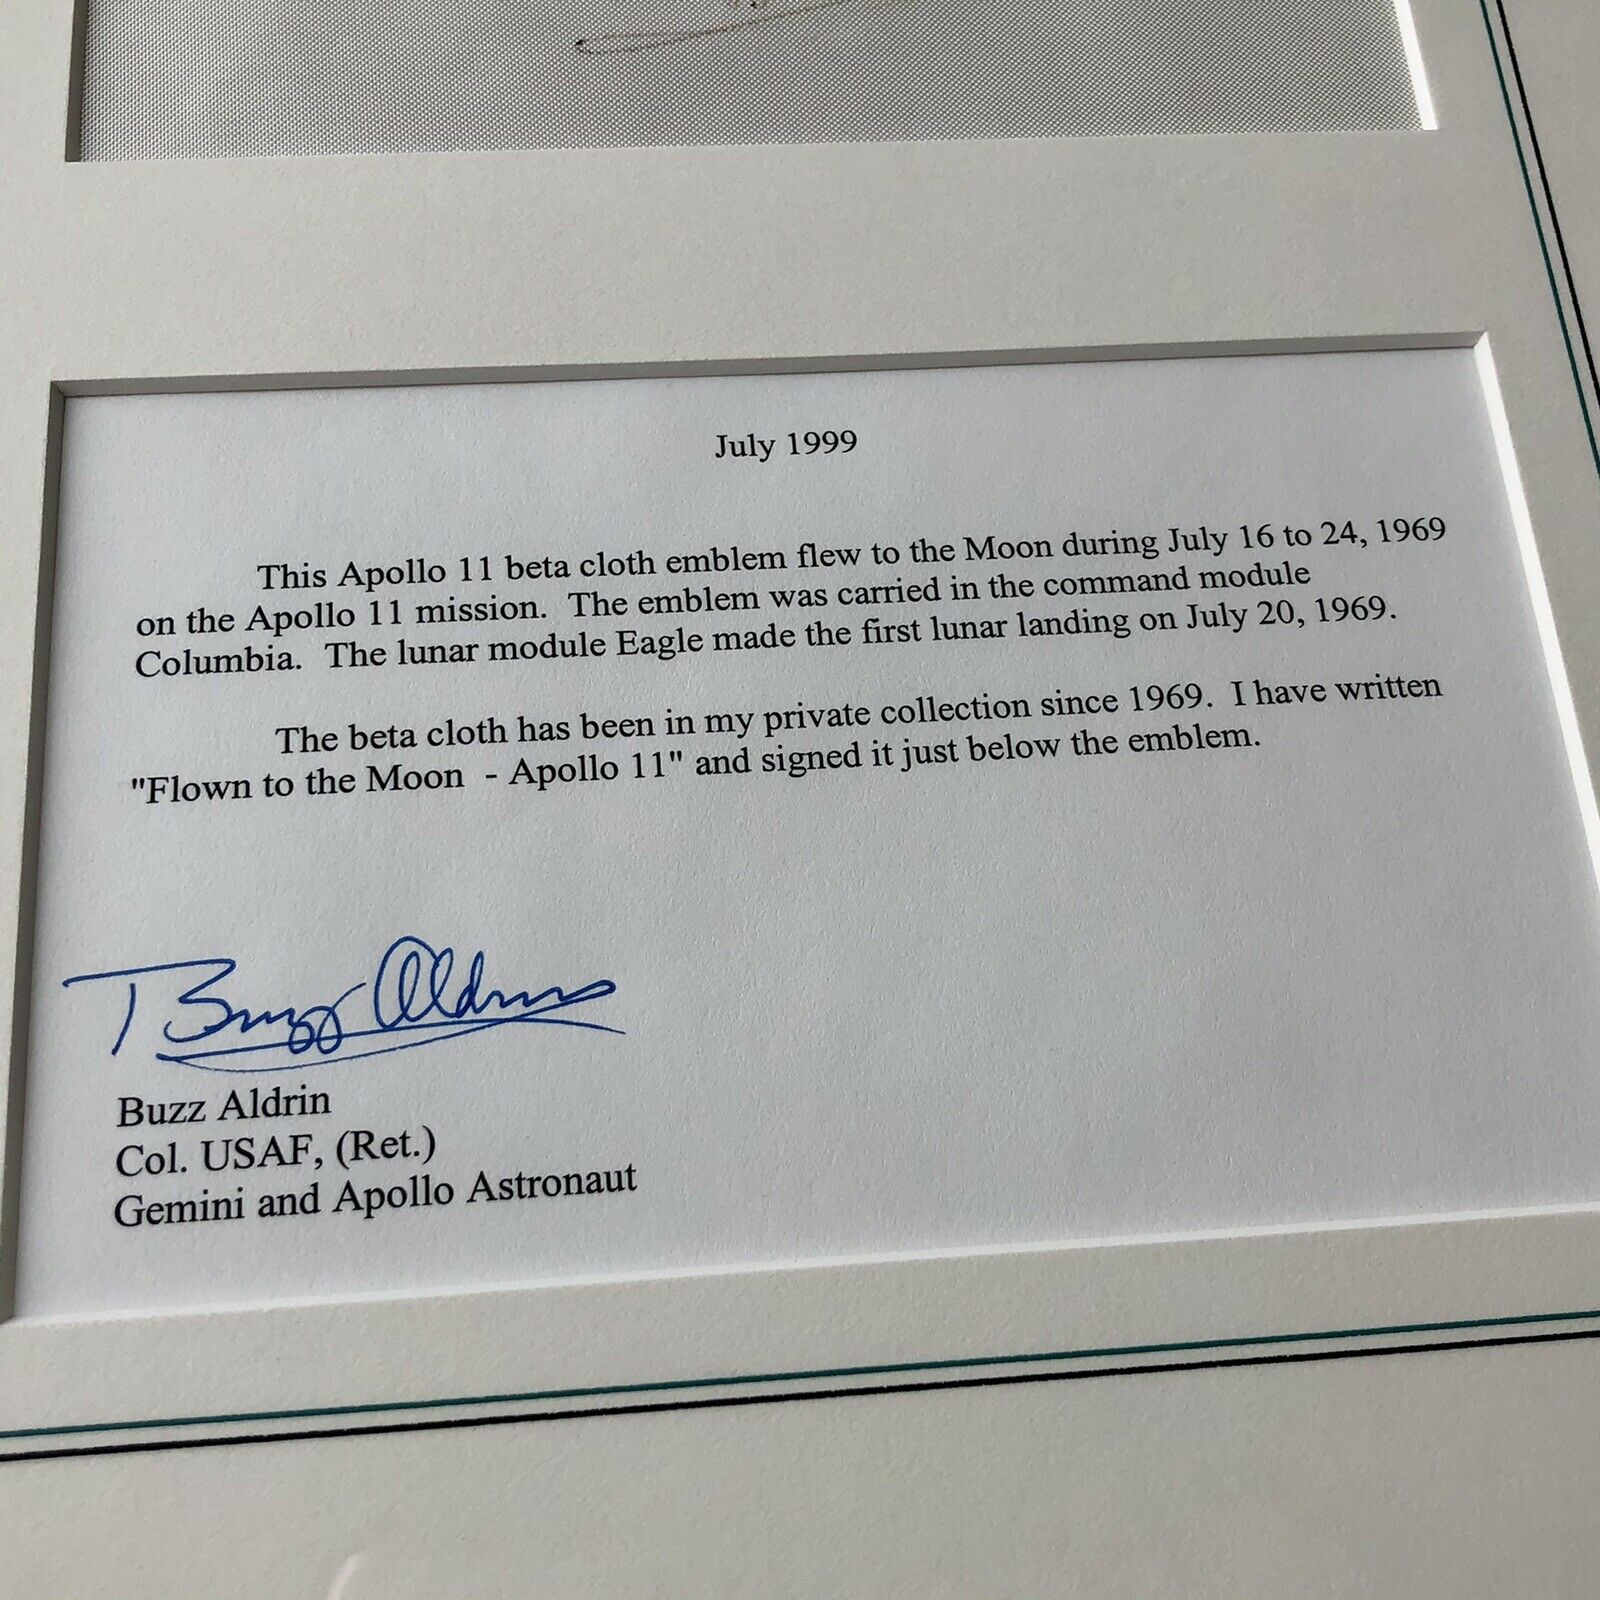 July 1999
This Apollo 11 beta cloth emblem flew to the Moon during July 16 to 24, 1969
on the Apollo 11 mission.  The emblem was carried in the command module
Columbia.  The lunar module Eagle made the first lunar landing on July 20, 1969.
The beta cloth has been in my private collection since 1969.  I have written
"Flown to the Moon  - Apollo 11" and signed it just below the emblem.
Buzz Aldrin
Buzz Aldrin
Col. USAF, (Ret.)
Gemini and Apollo Astronaut